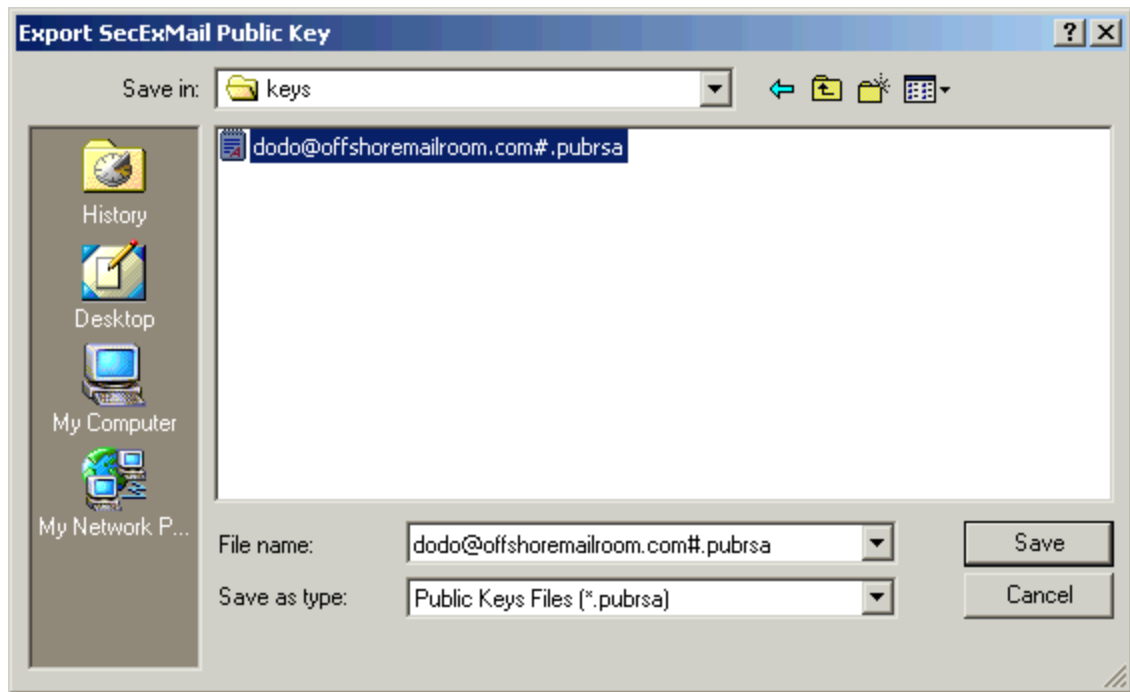 Export SecExMail Public Key
Save in:
keys
dodo@offshoremailroom.com#.pubrsa
History
Desktop
My Computer
My Network P...
File name:
dodo@offshoremailroom.com#.pubrsa
Save
Save as type:
Public Keys Files (*.pubrsa)
Cancel